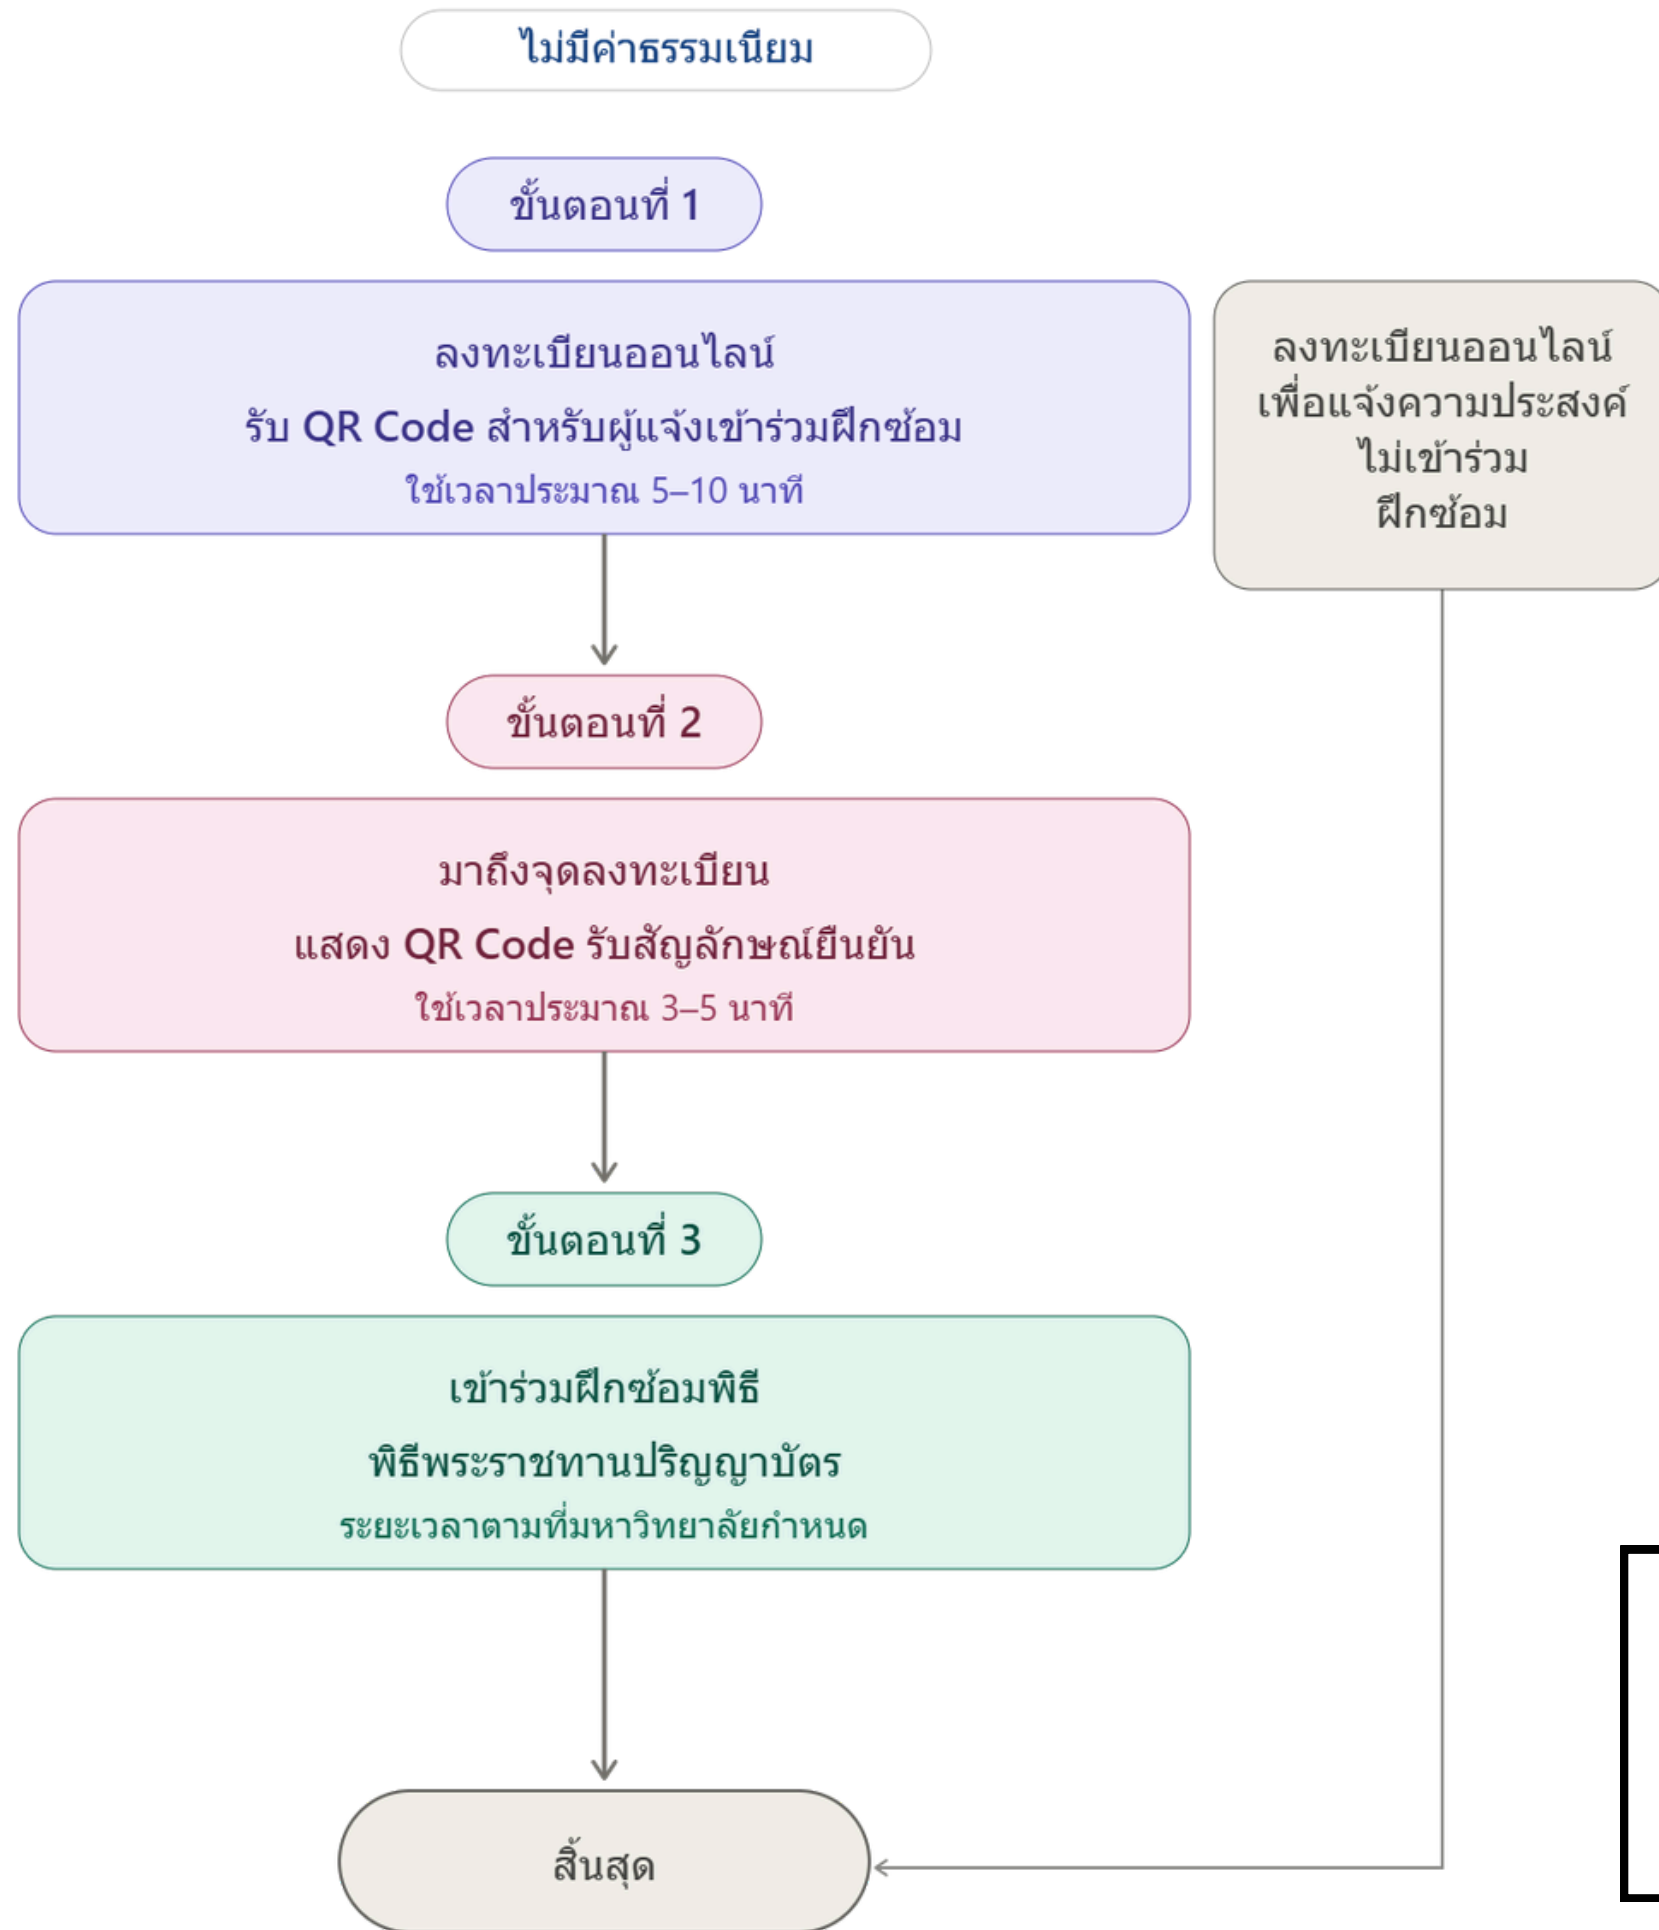 ไม่มีค่าธรรมเนียม
ขั้นตอนที่ 1
ลงทะเบียนออนไลน์
รับ QR Code สำหรับผู้แจ้งเข้าร่วมฝึกซ้อม
ใช้เวลาประมาณ 5–10 นาที
ลงทะเบียนออนไลน์
เพื่อแจ้งความประสงค์
ไม่เข้าร่วม
ฝึกซ้อม
ขั้นตอนที่ 2
มาถึงจุดลงทะเบียน
แสดง QR Code รับสัญลักษณ์ยืนยัน
ใช้เวลาประมาณ 3–5 นาที
ขั้นตอนที่ 3
เข้าร่วมฝึกซ้อมพิธี
พิธีพระราชทานปริญญาบัตร
ระยะเวลาตามที่มหาวิทยาลัยกำหนด
สิ้นสุด